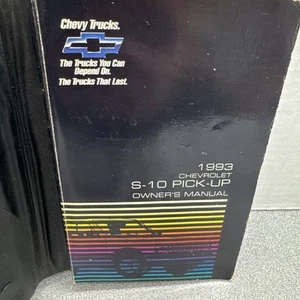 Chevy Trucks.
The Trucks You Can
Depend On.
The Trucks That Last.
1993
CHEVROLET
S-10 PICK-UP
OWNER'S MANUAL